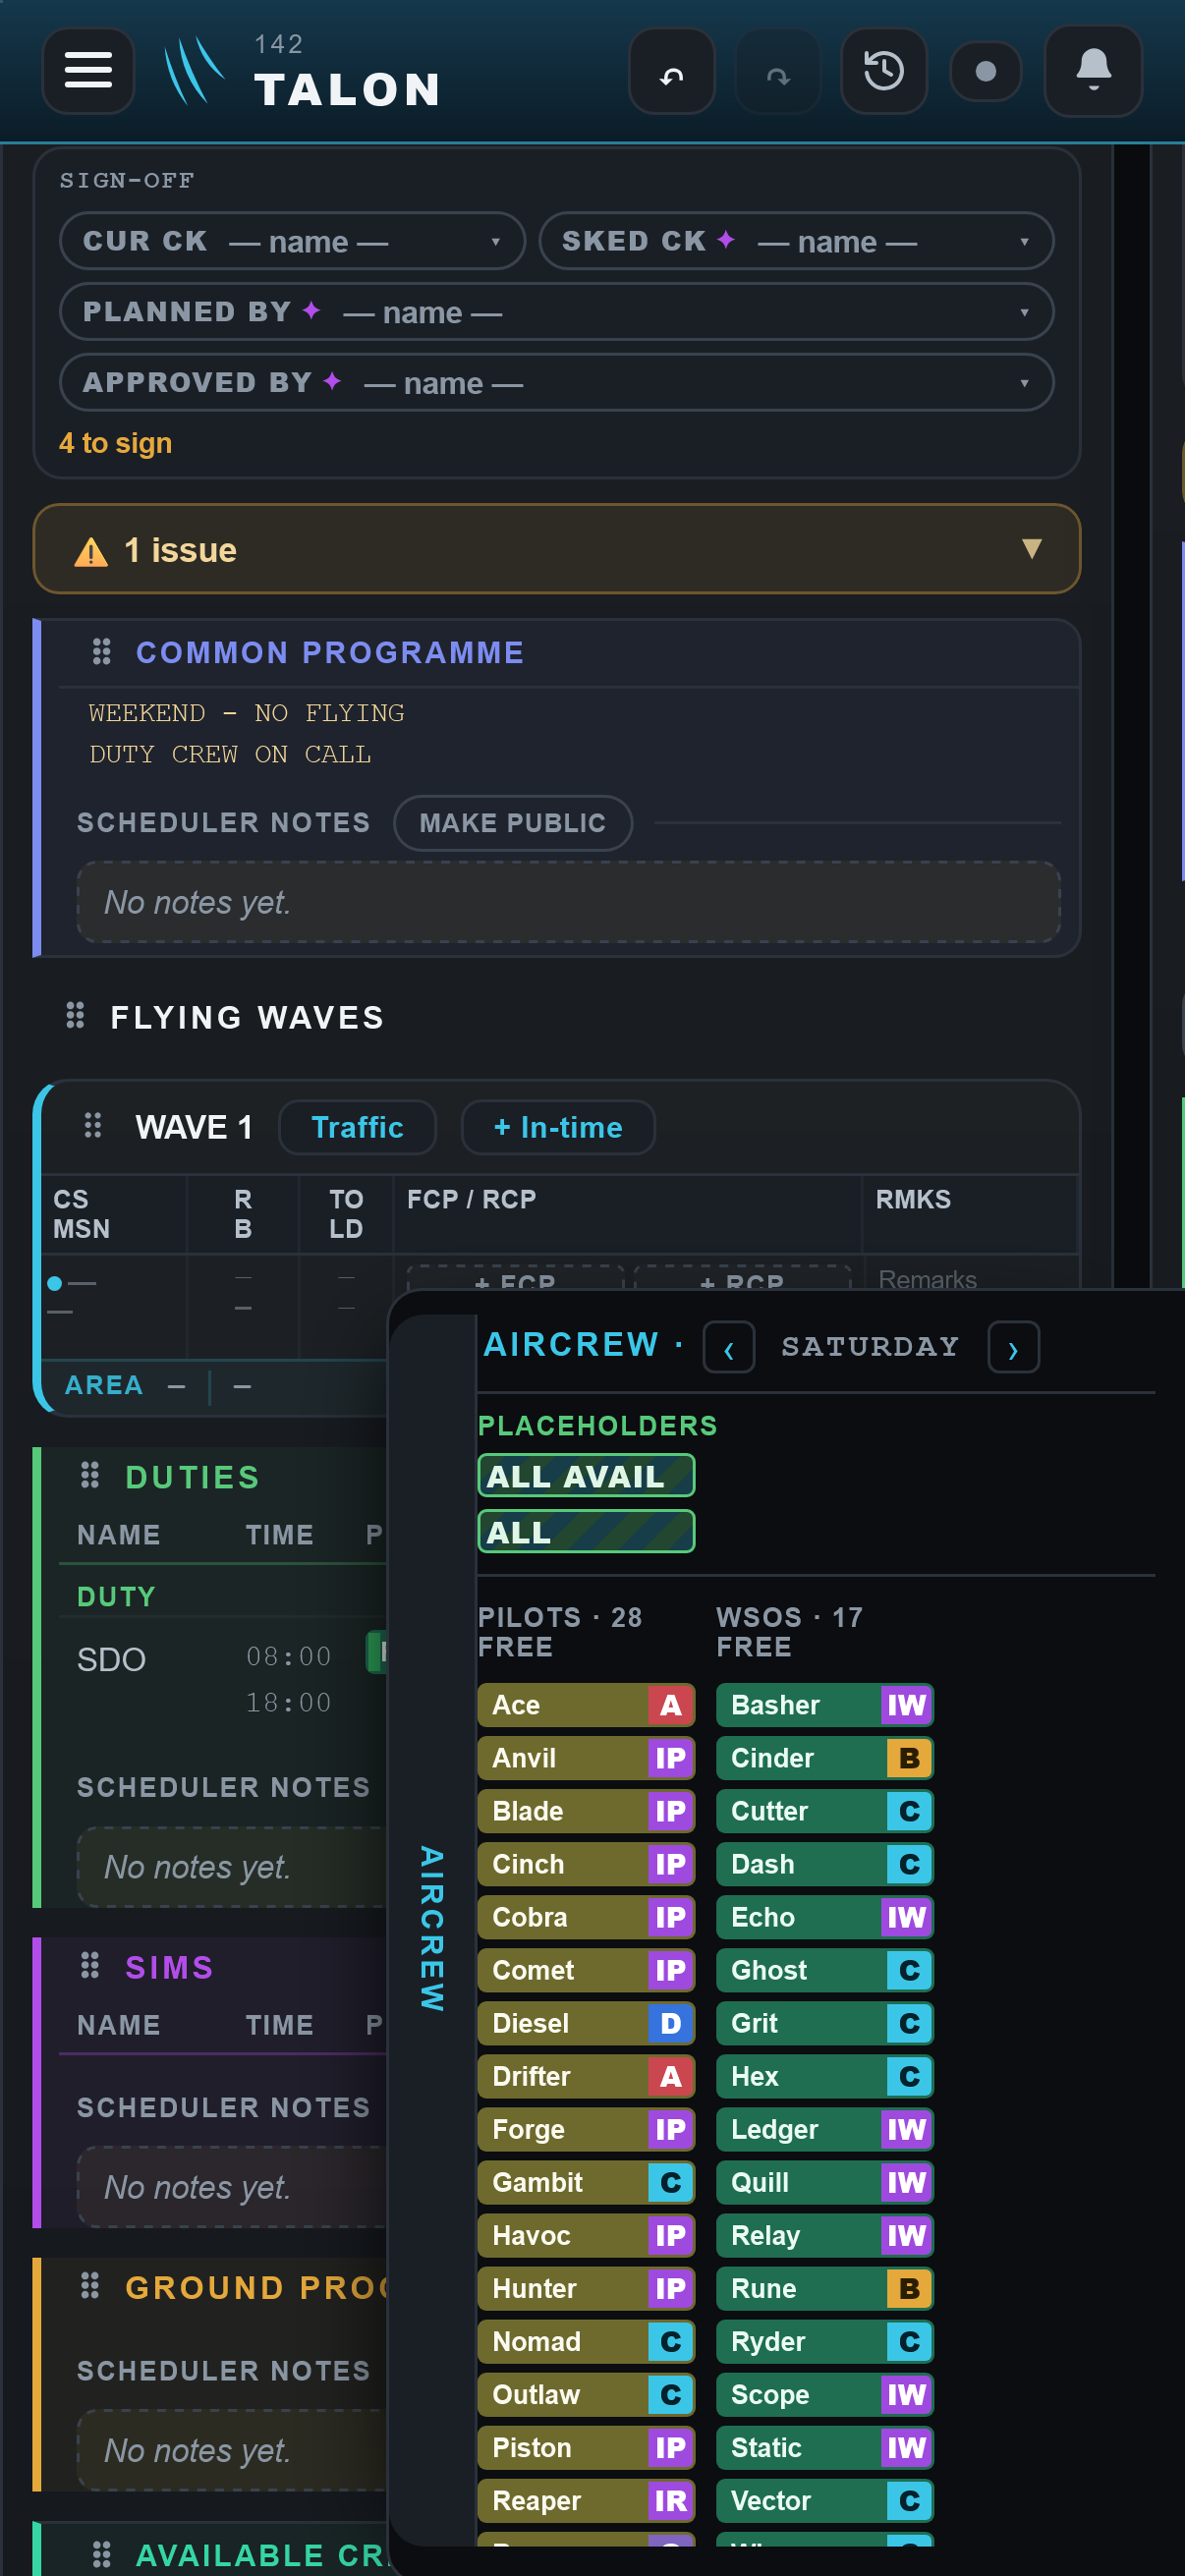 142
TALON
SIGN-OFF
CUR CK — name —
SKED CK ✦ — name —
PLANNED BY ✦ — name —
APPROVED BY ✦ — name —
4 to sign
1 issue
COMMON PROGRAMME
WEEKEND - NO FLYING
DUTY CREW ON CALL
SCHEDULER NOTES MAKE PUBLIC
No notes yet.
FLYING WAVES
WAVE 1 Traffic + In-time
CS R TO FCP / RCP RMKS
MSN B LD
— — — + FCP + RCP Remarks
— — —
AREA — | —
DUTIES
NAME TIME P
DUTY
SDO 08:00
18:00
SCHEDULER NOTES
No notes yet.
SIMS
NAME TIME P
SCHEDULER NOTES
No notes yet.
GROUND PROG
SCHEDULER NOTES
No notes yet.
AVAILABLE CR
AIRCREW
AIRCREW · ‹ SATURDAY ›
PLACEHOLDERS
ALL AVAIL
ALL
PILOTS · 28 FREE
WSOS · 17 FREE
Ace A Basher IW
Anvil IP Cinder B
Blade IP Cutter C
Cinch IP Dash C
Cobra IP Echo IW
Comet IP Ghost C
Diesel D Grit C
Drifter A Hex C
Forge IP Ledger IW
Gambit C Quill IW
Havoc IP Relay IW
Hunter IP Rune B
Nomad C Ryder C
Outlaw C Scope IW
Piston IP Static IW
Reaper IR Vector C